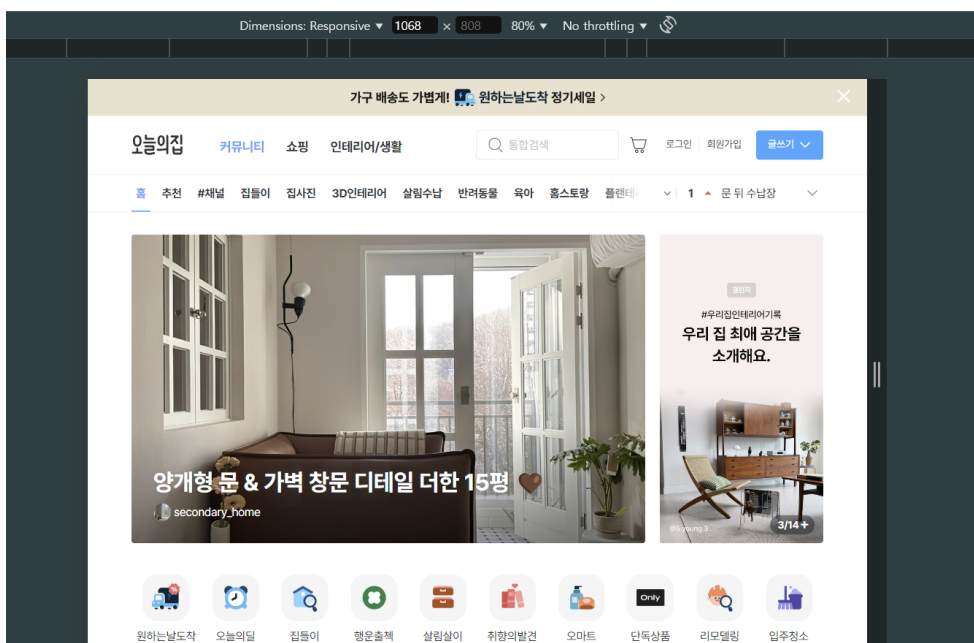 Dimensions: Responsive ▼ 1068 × 808 80% ▼ No throttling ▼
가구 배송도 가볍게! 원하는날도착 정기세일 >
오늘의집 커뮤니티 쇼핑 인테리어/생활 통합검색 로그인 회원가입 글쓰기
홈 추천 #채널 집들이 집사진 3D인테리어 살림수납 반려동물 육아 홈스토랑 플랜테리 1 문 뒤 수납장
챌린지
#우리집인테리어기록
우리 집 최애 공간을
소개해요.
양개형 문 & 가벽 창문 디테일 더한 15평 🤎
secondary_home
@S.young.3
3/14 +
Only
원하는날도착 오늘의딜 집들이 행운출첵 살림살이 취향의발견 오마트 단독상품 리모델링 입주청소